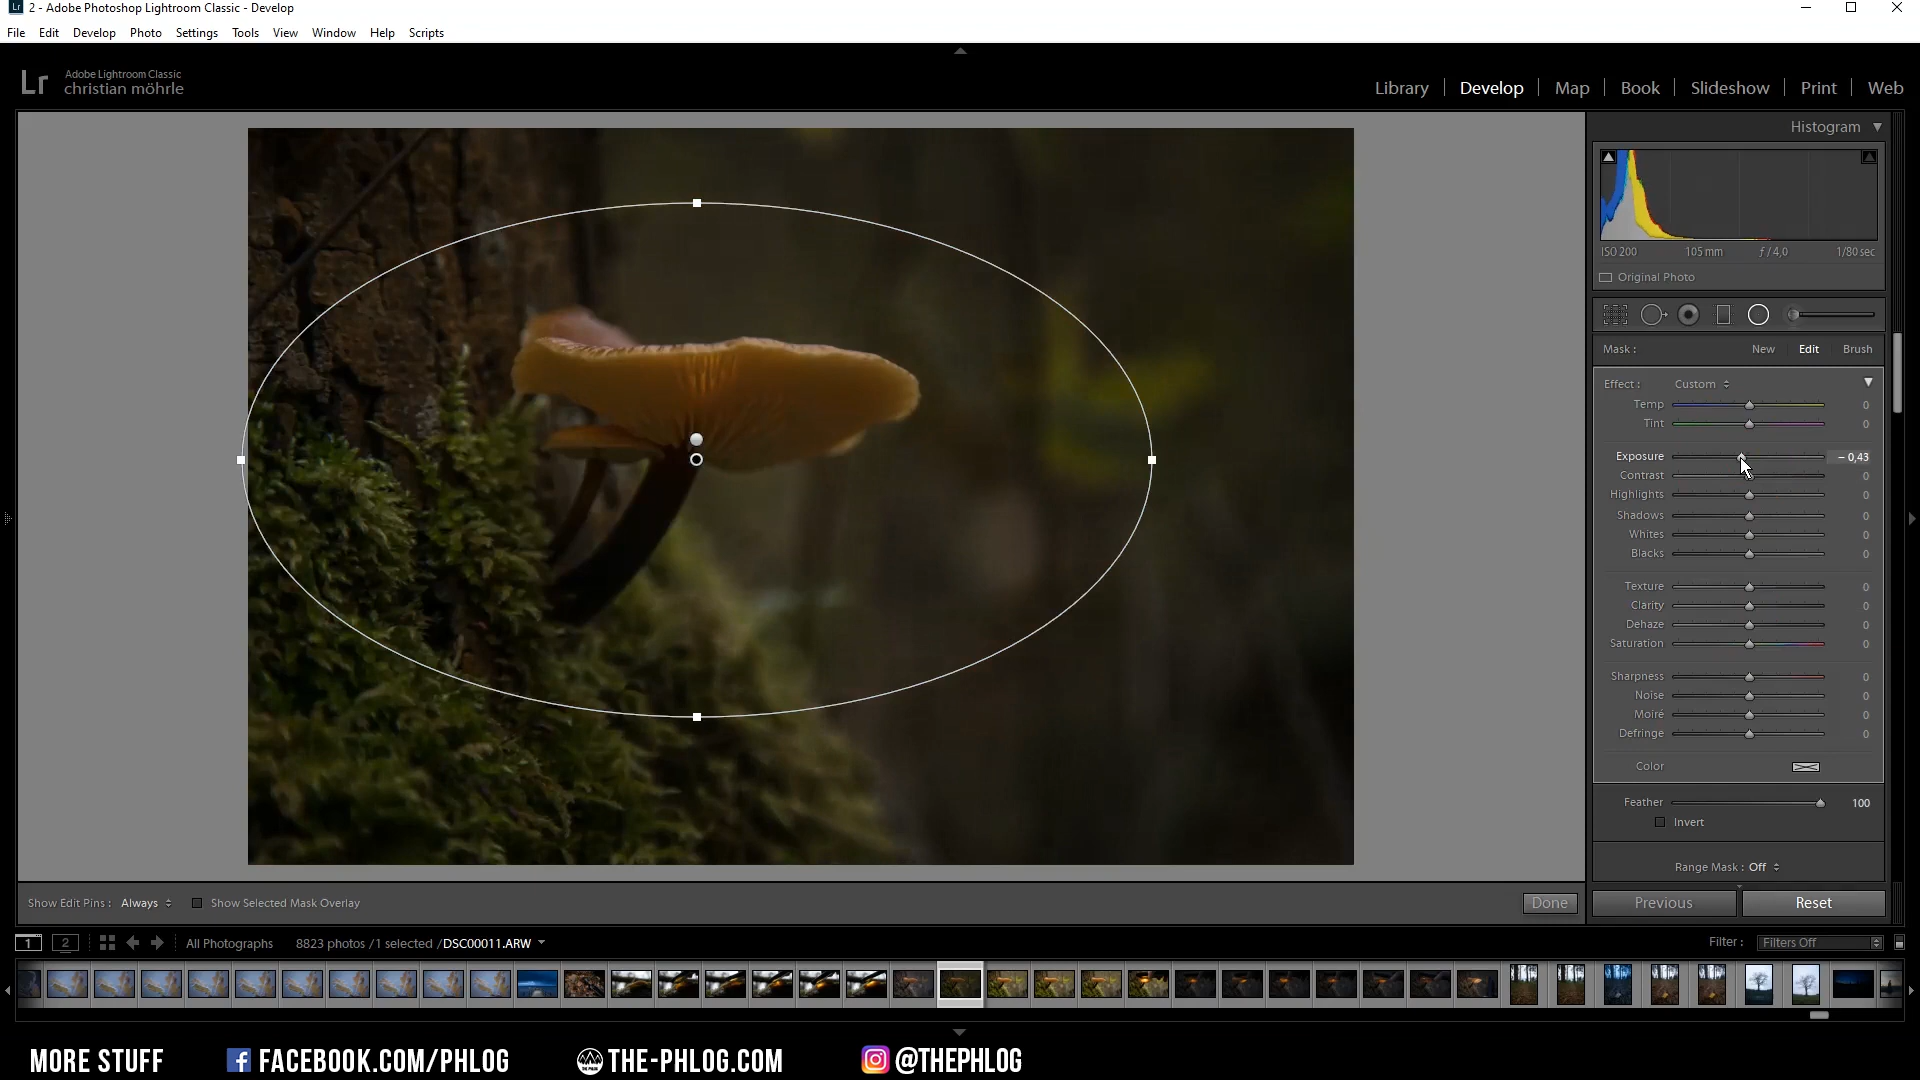 Lr 2 - Adobe Photoshop Lightroom Classic - Develop
File Edit Develop Photo Settings Tools View Window Help Scripts
Lr Adobe Lightroom Classic
christian möhrle
Library Develop Map Book Slideshow Print Web
Histogram
ISO 200 105 mm ƒ / 4,0 1/80 sec
Original Photo
Mask : New Edit Brush
Effect : Custom
Temp 0
Tint 0
Exposure – 0,43
Contrast 0
Highlights 0
Shadows 0
Whites 0
Blacks 0
Texture 0
Clarity 0
Dehaze 0
Saturation 0
Sharpness 0
Noise 0
Moiré 0
Defringe 0
Color
Feather 100
Invert
Range Mask : Off
Show Edit Pins : Always Show Selected Mask Overlay Done
Previous Reset
1 2 All Photographs 8823 photos / 1 selected / DSC00011.ARW Filter : Filters Off
MORE STUFF FACEBOOK.COM/PHLOG THE-PHLOG.COM @THEPHLOG